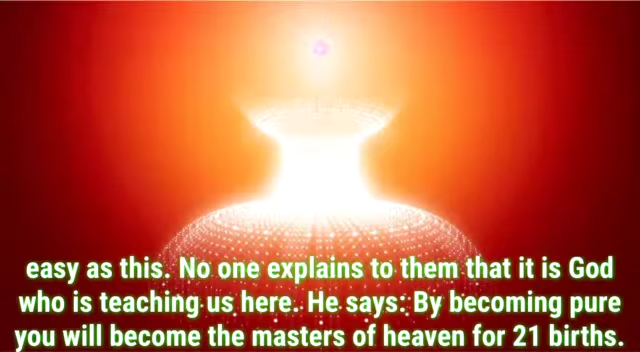 easy as this. No one explains to them that it is God
who is teaching us here. He says: By becoming pure
you will become the masters of heaven for 21 births.